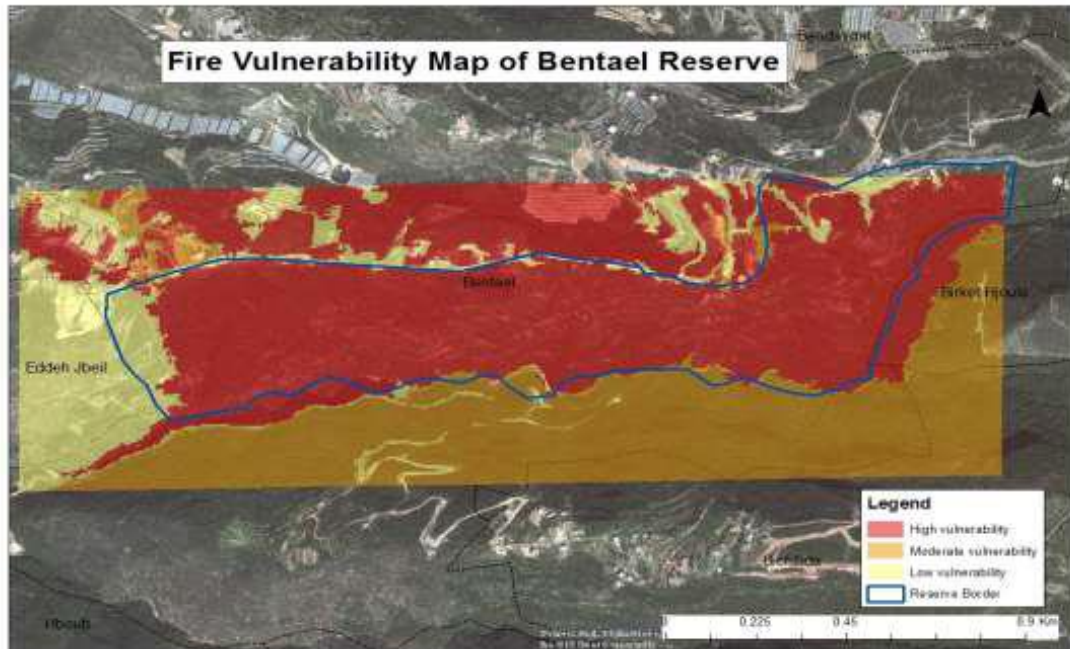 Fire Vulnerability Map of Bentael Reserve
Bentael
Birket Hjoula
Eddeh Jbeil
Legend
High vulnerability
Moderate vulnerability
Low vulnerability
Reserve Border
0 0.225 0.45 0.9 Km